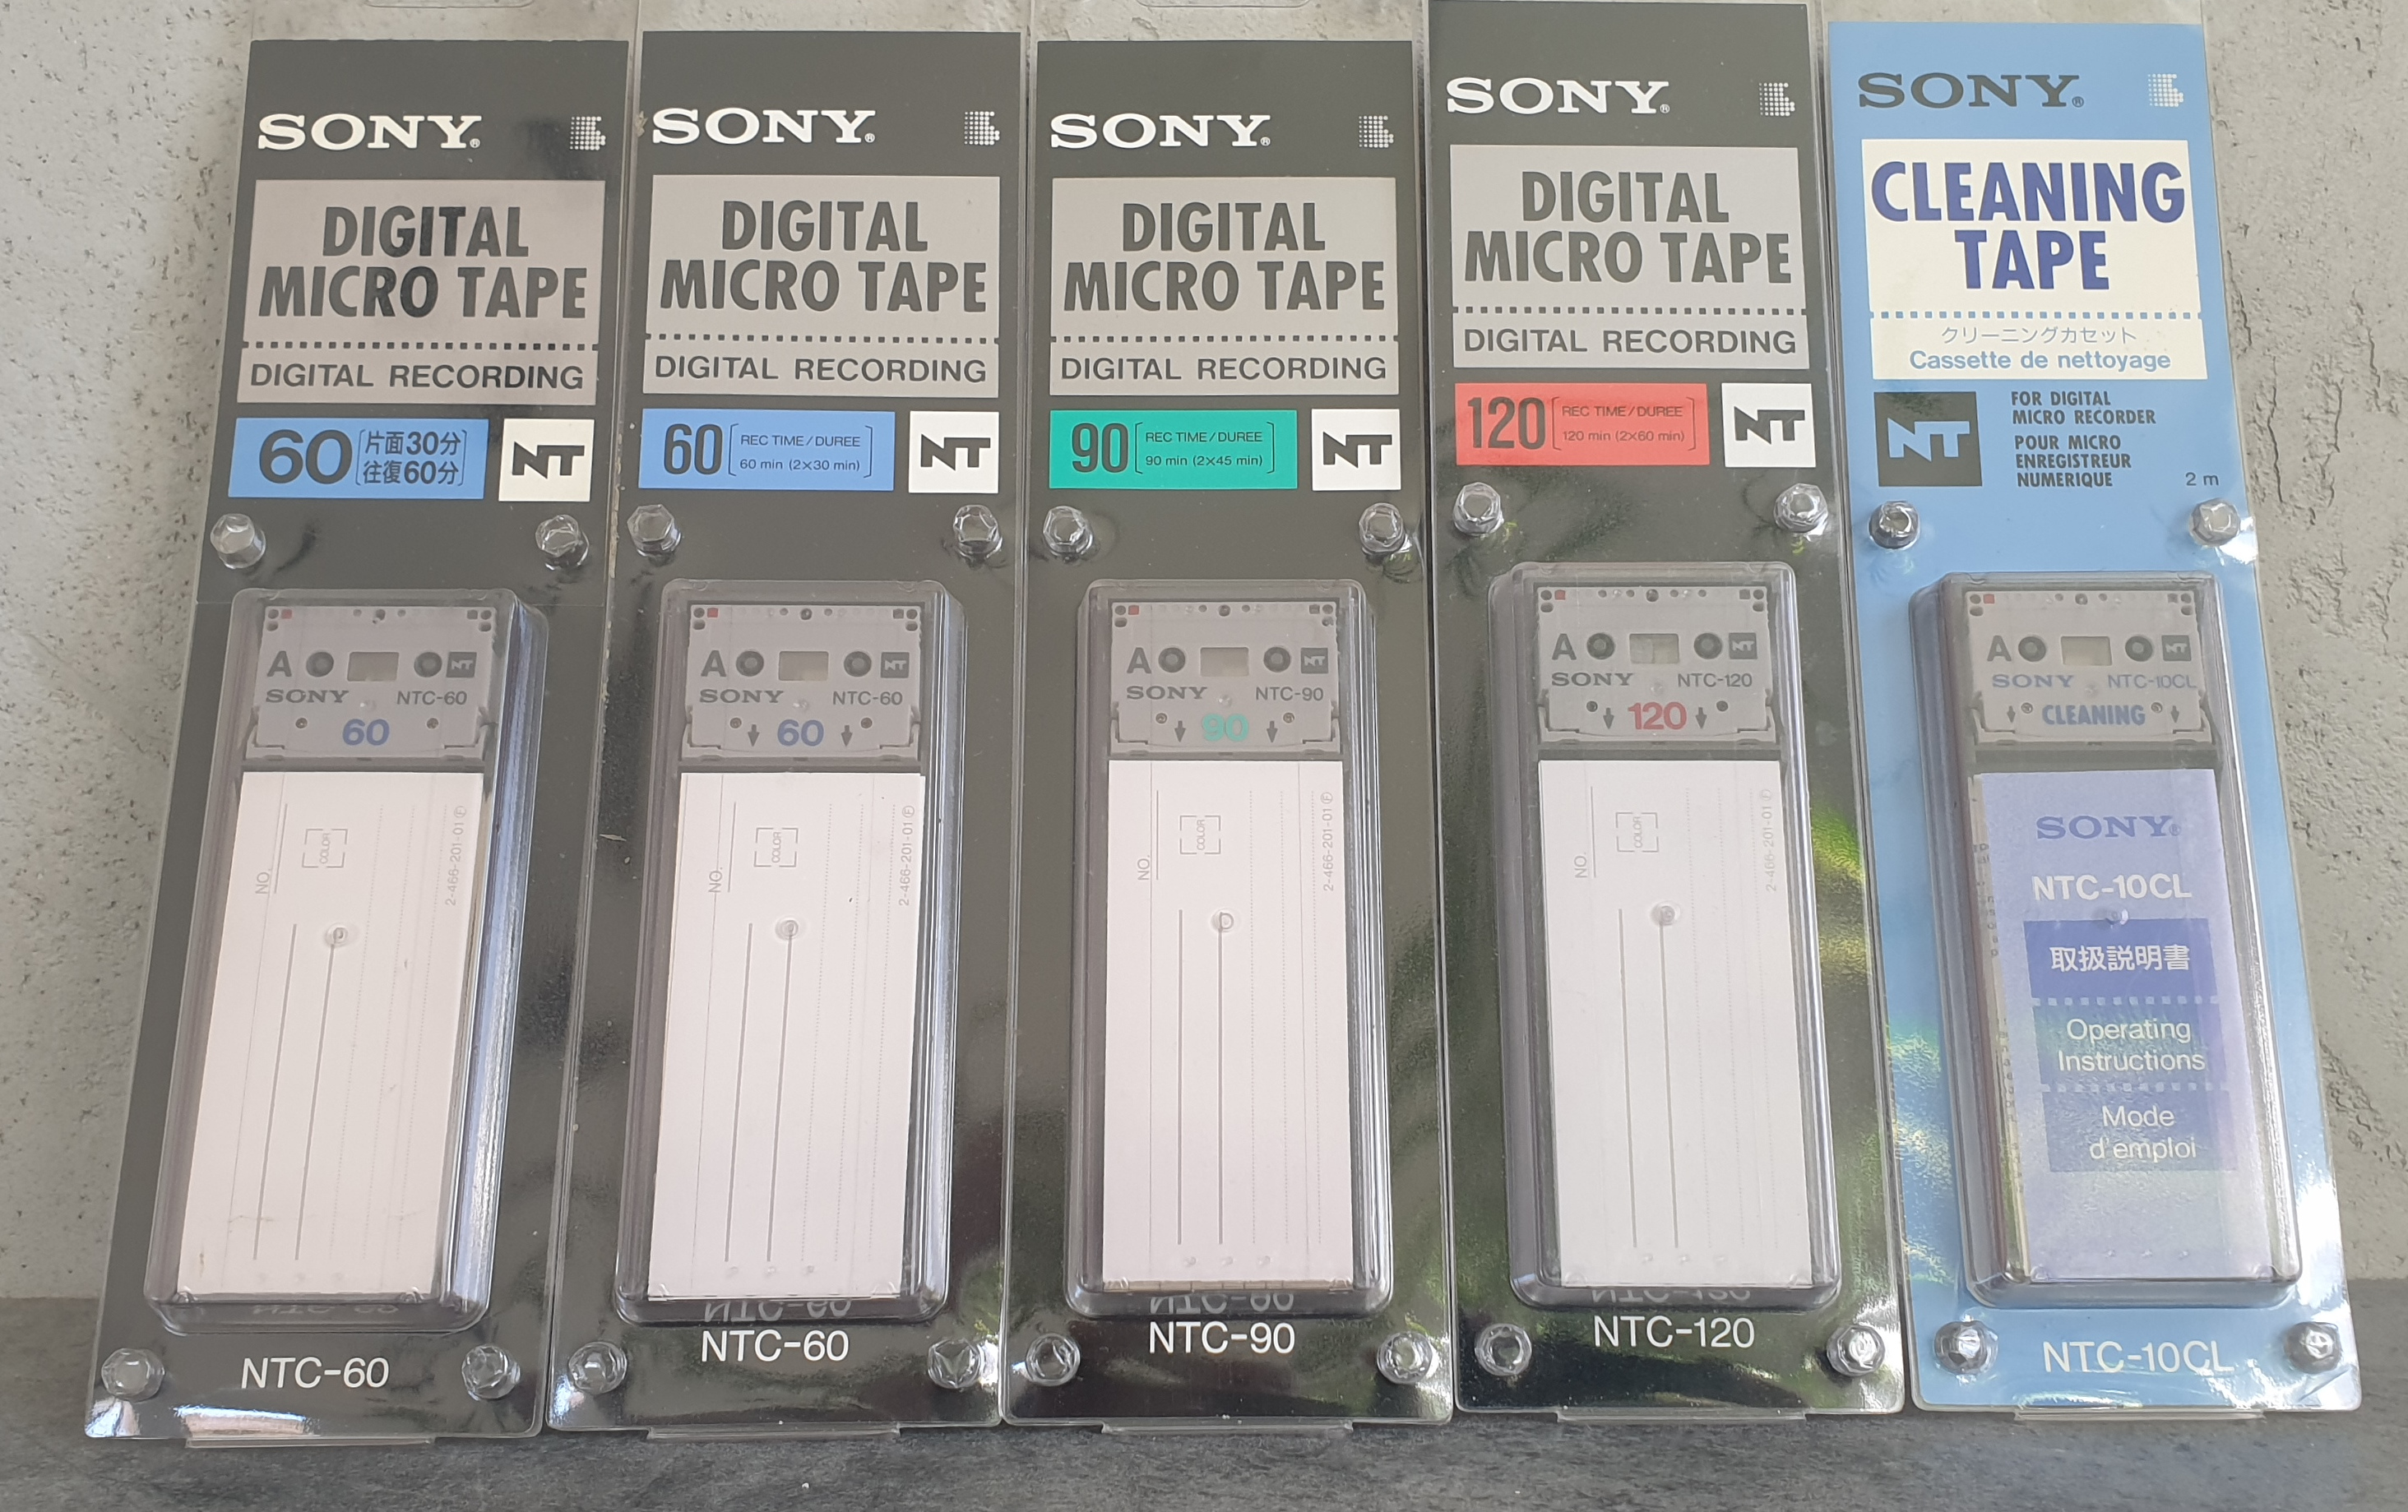 SONY®
DIGITAL
MICRO TAPE
DIGITAL RECORDING
60 [片面30分
往復60分]
NT
A NT
SONY NTC-60
60
NO.
COLOR
NTC-60
SONY®
DIGITAL
MICRO TAPE
DIGITAL RECORDING
60 [REC TIME/DUREE
60 min (2×30 min)]
NT
A NT
SONY NTC-60
60
NO.
COLOR
2-466-201-01 F
NTC-60
SONY®
DIGITAL
MICRO TAPE
DIGITAL RECORDING
90 [REC TIME/DUREE
90 min (2×45 min)]
NT
A NT
SONY NTC-90
90
NO.
COLOR
2-466-201-01 F
NTC-90
SONY®
DIGITAL
MICRO TAPE
DIGITAL RECORDING
120 [REC TIME/DUREE
120 min (2×60 min)]
NT
A NT
SONY NTC-120
120
NO.
COLOR
2-466-201-01 F
NTC-120
SONY®
CLEANING
TAPE
クリーニングカセット
Cassette de nettoyage
NT
FOR DIGITAL
MICRO RECORDER
POUR MICRO
ENREGISTREUR
NUMERIQUE
2 m
A NT
SONY NTC-10CL
CLEANING
SONY®
NTC-10CL
取扱説明書
Operating
Instructions
Mode
d'emploi
NTC-10CL